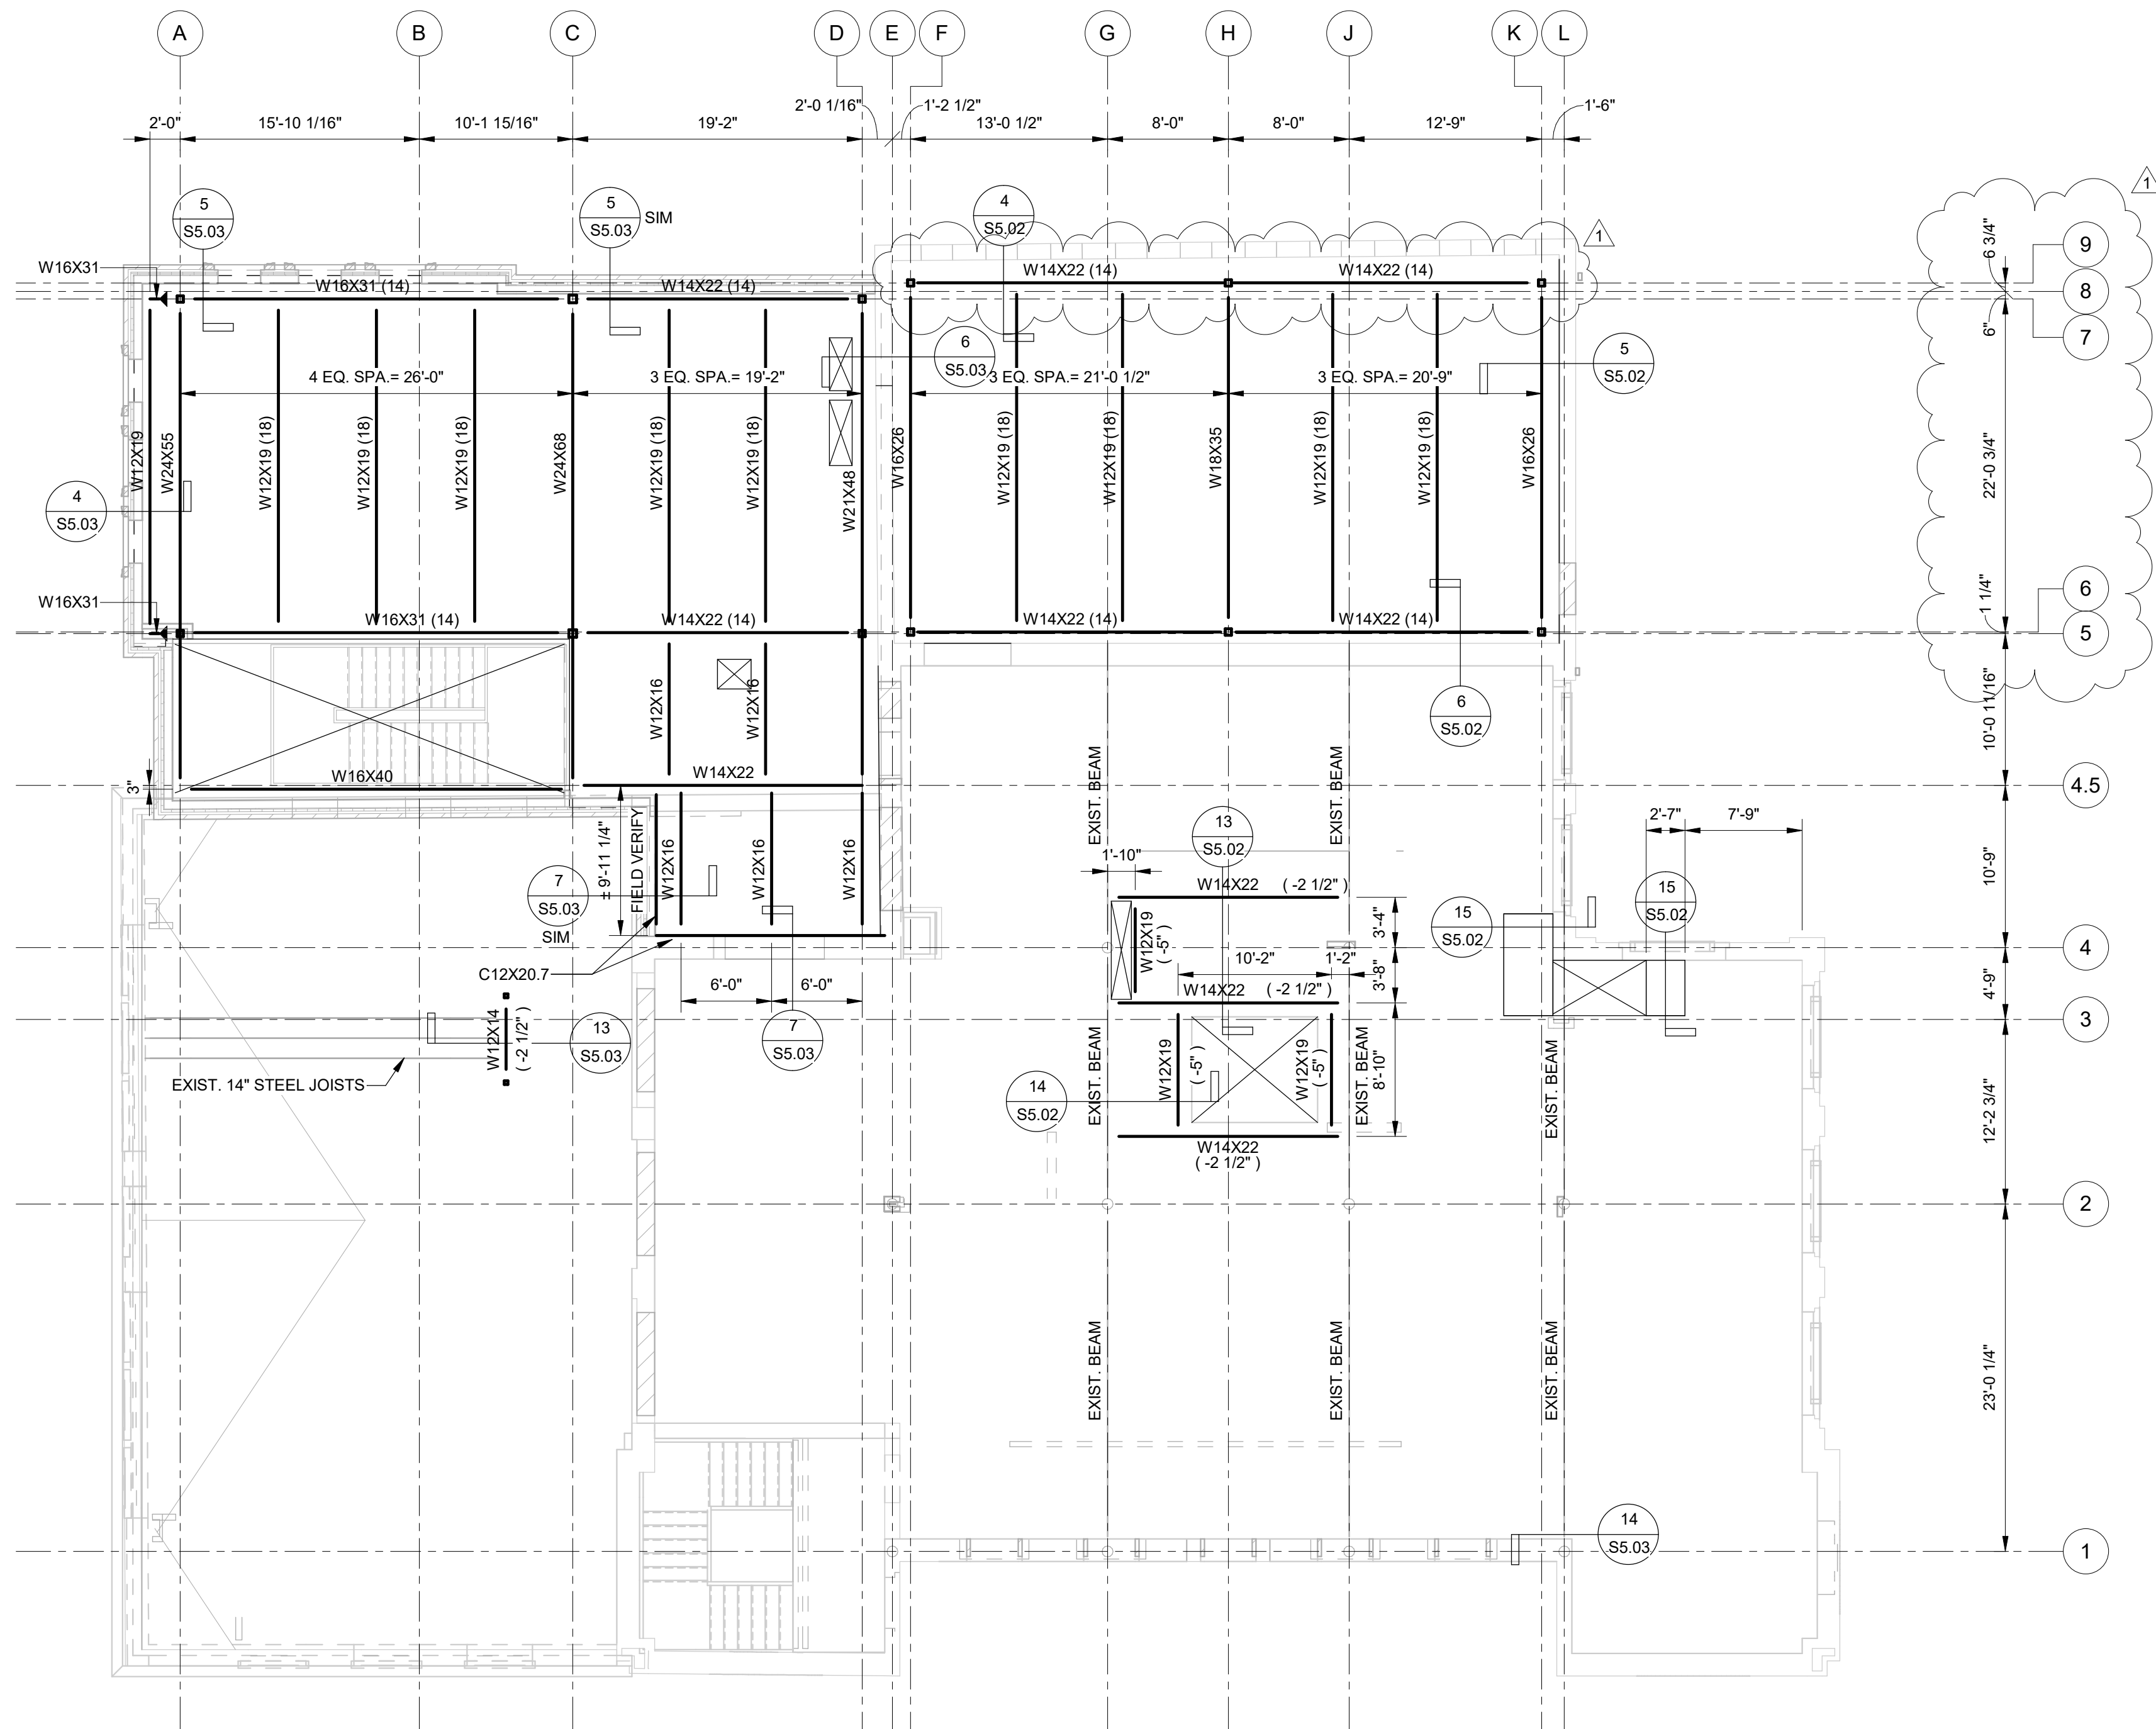 A
B
C
D
E
F
G
H
J
K
L
2'-0"
15'-10 1/16"
10'-1 15/16"
19'-2"
2'-0 1/16"
1'-2 1/2"
13'-0 1/2"
8'-0"
8'-0"
12'-9"
1'-6"
1
5
S5.03
5
S5.03
SIM
4
S5.02
1
9
8
7
6 3/4"
6"
W16X31
W16X31 (14)
W14X22 (14)
W14X22 (14)
W14X22 (14)
6
S5.03
5
S5.02
4 EQ. SPA.= 26'-0"
3 EQ. SPA.= 19'-2"
3 EQ. SPA.= 21'-0 1/2"
3 EQ. SPA.= 20'-9"
W12X19
W24X55
W12X19 (18)
W12X19 (18)
W12X19 (18)
W24X68
W12X19 (18)
W12X19 (18)
W21X48
W16X26
W12X19 (18)
W12X19 (18)
W18X35
W12X19 (18)
W12X19 (18)
W16X26
22'-0 3/4"
4
S5.03
W16X31
W16X31 (14)
W14X22 (14)
W14X22 (14)
W14X22 (14)
1 1/4"
6
5
W12X16
W12X16
6
S5.02
10'-0 11/16"
3"
W16X40
W14X22
EXIST. BEAM
EXIST. BEAM
4.5
± 9'-11 1/4"
FIELD VERIFY
W12X16
W12X16
W12X16
7
S5.03
SIM
13
S5.02
1'-10"
W14X22
( -2 1/2" )
2'-7"
7'-9"
15
S5.02
15
S5.02
10'-9"
3'-4"
W12X19
( -5" )
4
C12X20.7
6'-0"
6'-0"
10'-2"
1'-2"
3'-8"
W14X22
( -2 1/2" )
4'-9"
3
W12X14
( -2 1/2" )
13
S5.03
7
S5.03
EXIST. 14" STEEL JOISTS
14
S5.02
EXIST. BEAM
W12X19
( -5" )
W12X19
( -5" )
EXIST. BEAM
8'-10"
EXIST. BEAM
12'-2 3/4"
W14X22
( -2 1/2" )
2
EXIST. BEAM
EXIST. BEAM
EXIST. BEAM
23'-0 1/4"
14
S5.03
1